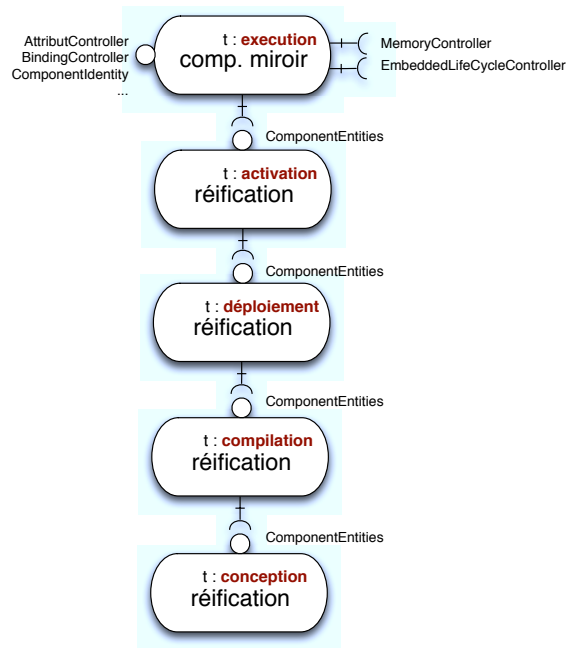 AttributController
BindingController
ComponentIdentity
...
t : execution
comp. miroir
MemoryController
EmbeddedLifeCycleController
ComponentEntities
t : activation
réification
ComponentEntities
t : déploiement
réification
ComponentEntities
t : compilation
réification
ComponentEntities
t : conception
réification